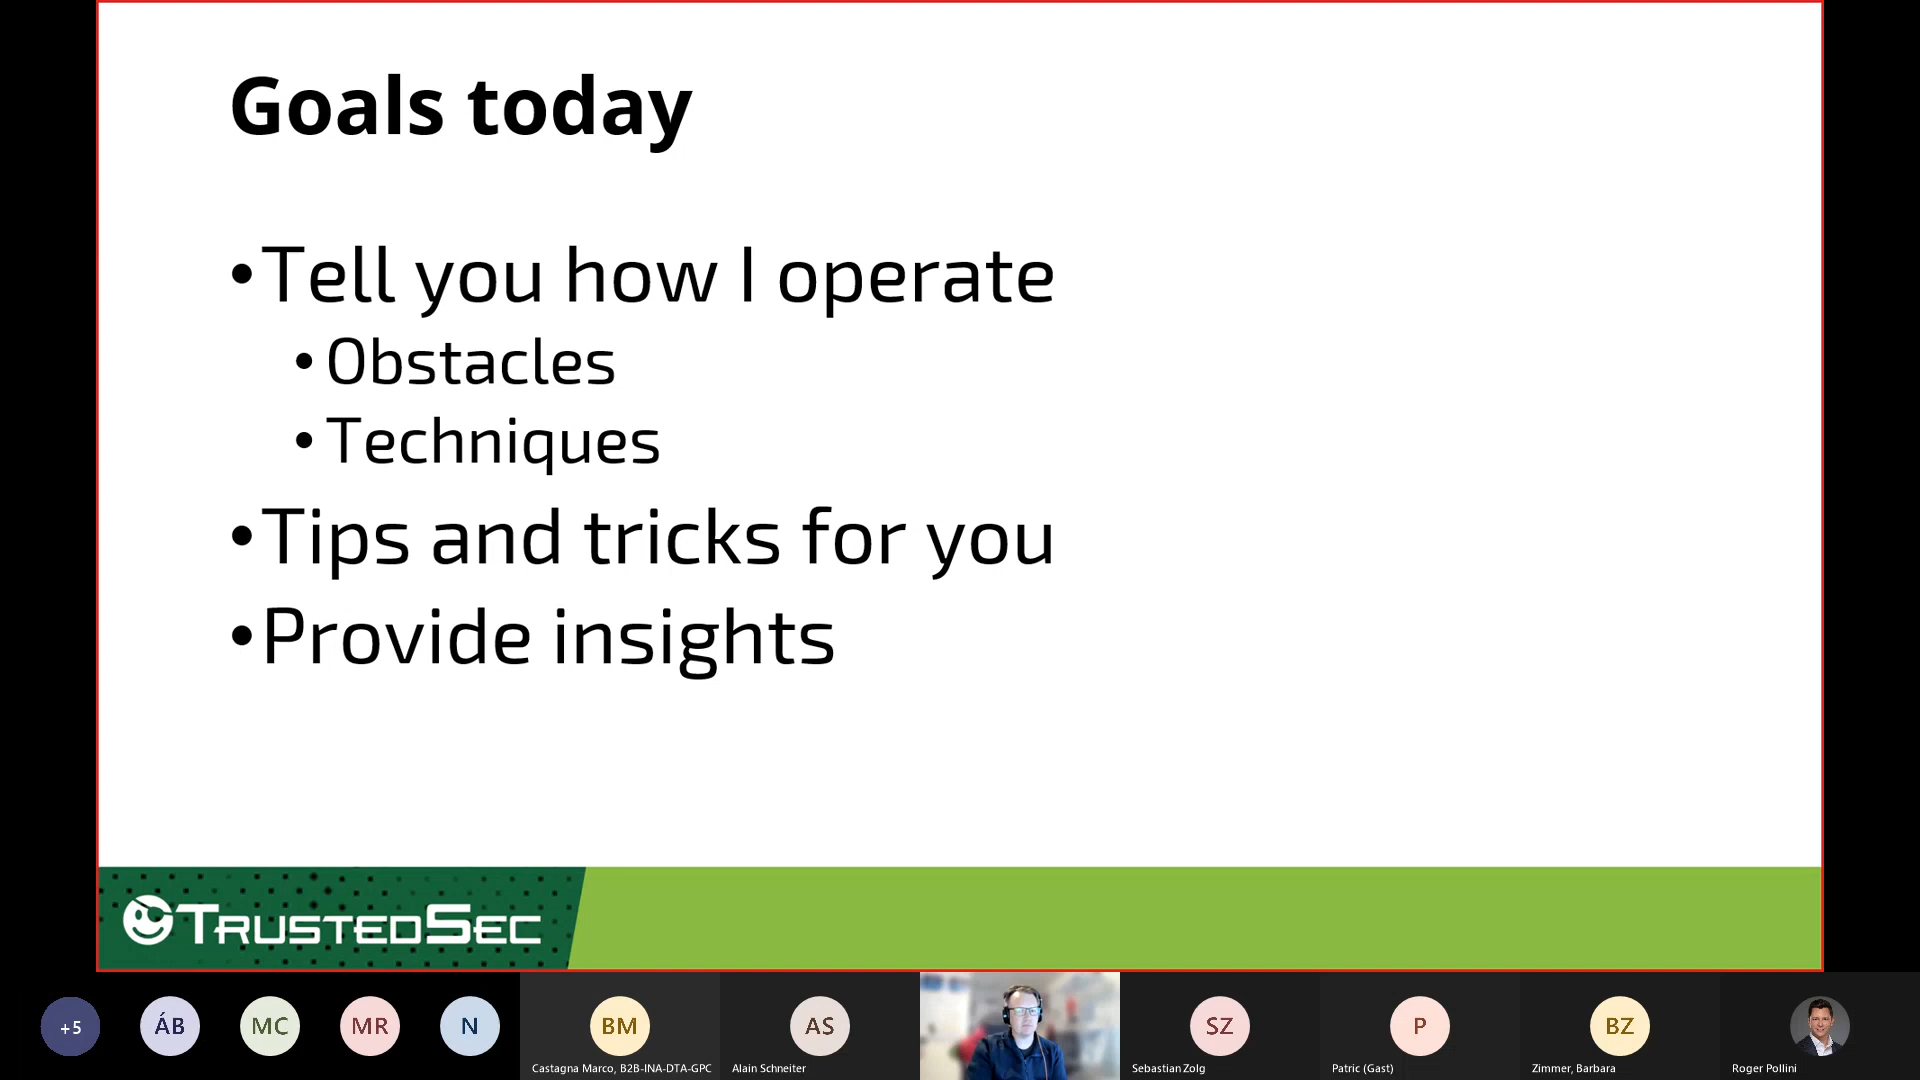 Goals today
•Tell you how I operate
•Obstacles
•Techniques
•Tips and tricks for you
•Provide insights
TRUSTEDSEC
+5
ÁB
MC
MR
N
BM
AS
SZ
P
BZ
Castagna Marco, B2B-INA-DTA-GPC
Alain Schneiter
Sebastian Zolg
Patric (Gast)
Zimmer, Barbara
Roger Pollini